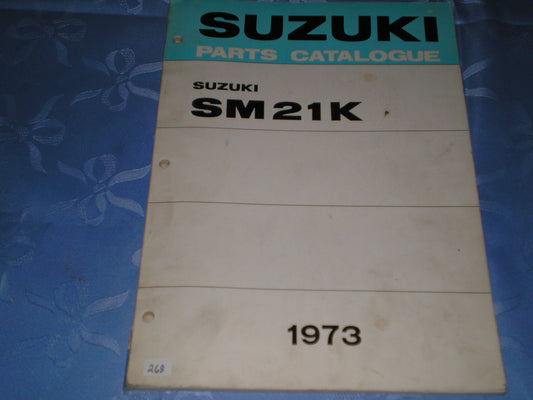 SUZUKI
PARTS CATALOGUE
SUZUKI
SM21K
1973
268